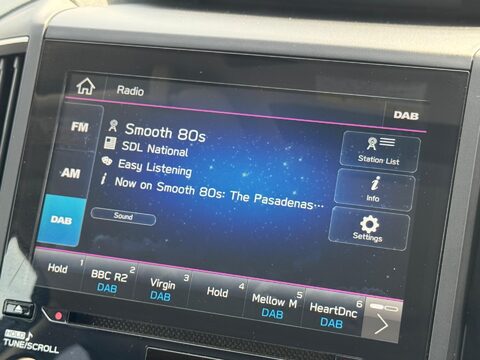 Radio
DAB
FM
AM
DAB
Smooth 80s
SDL National
Easy Listening
Now on Smooth 80s: The Pasadenas...
Sound
Station List
i
Info
Settings
Hold 1
BBC R2 2
DAB
Virgin 3
DAB
Hold 4
Mellow M 5
DAB
HeartDnc 6
DAB
HOLD
TUNE/SCROLL